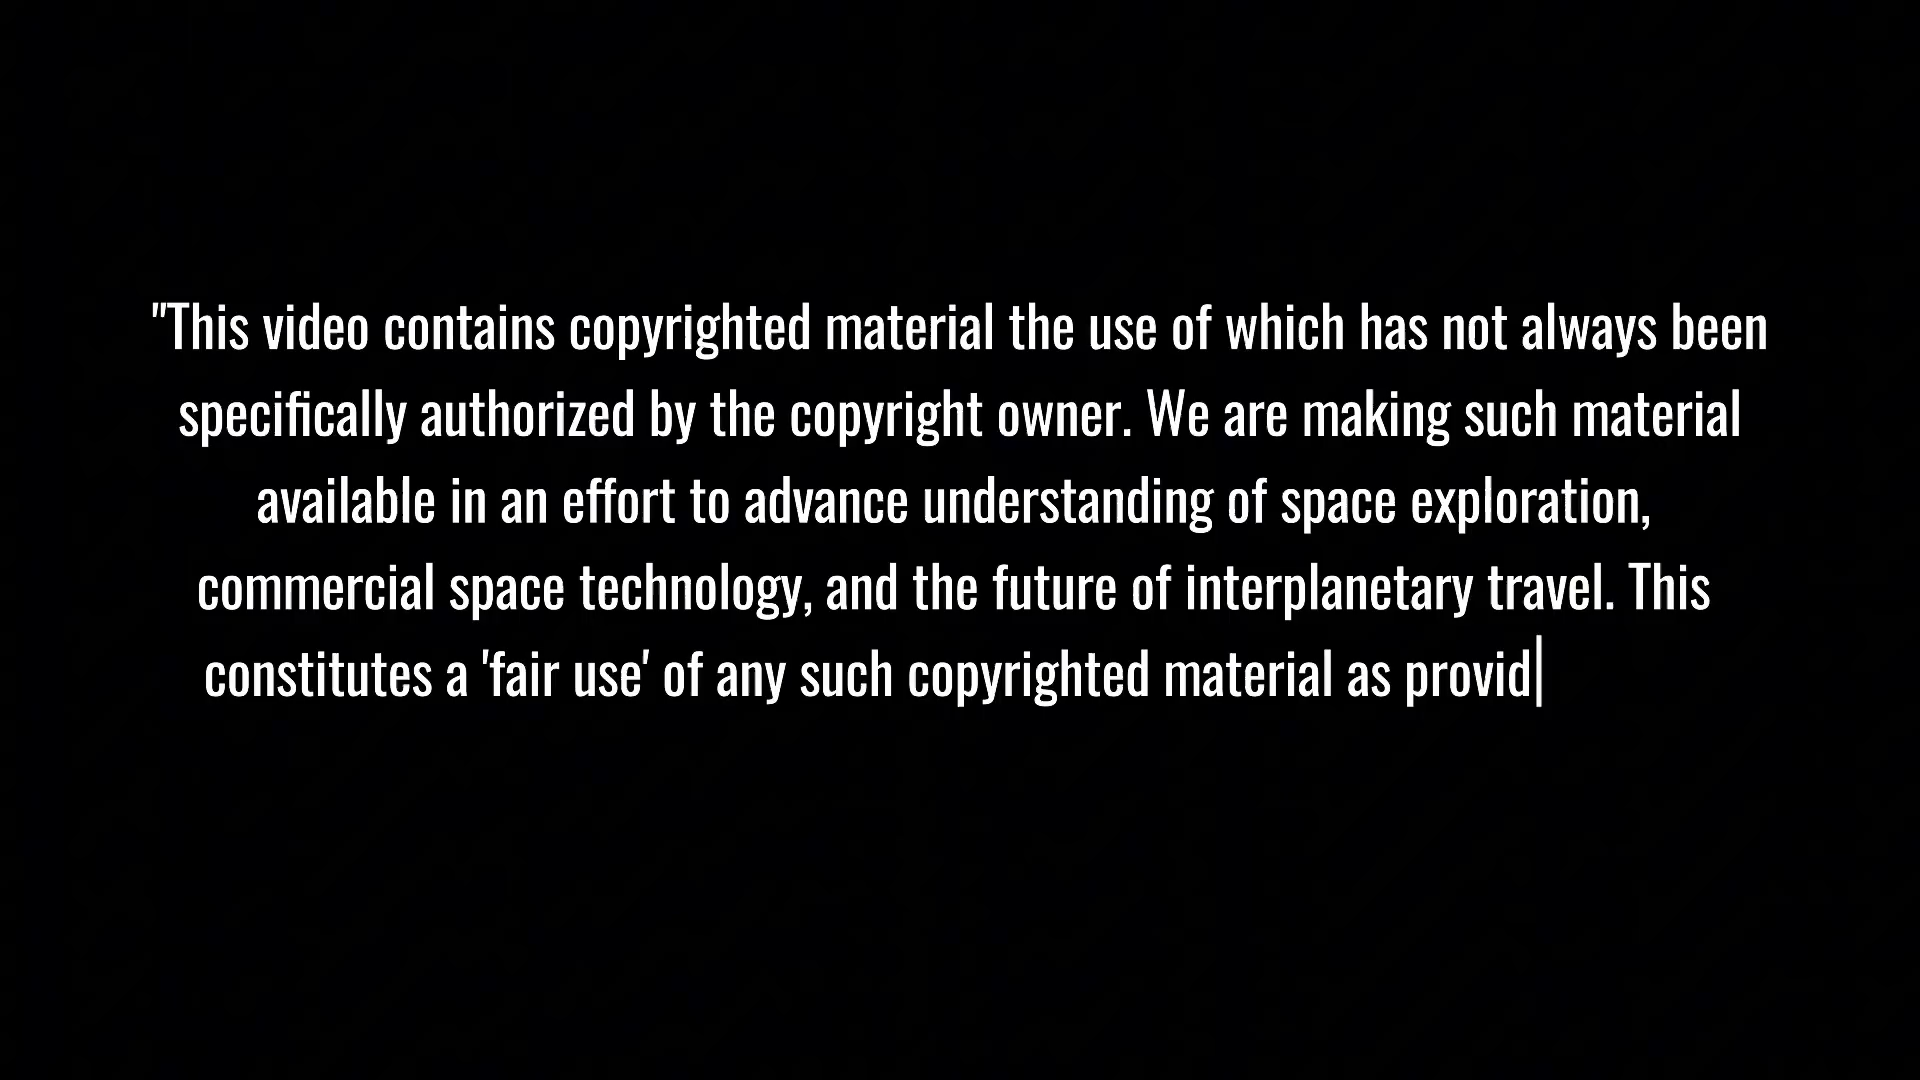 "This video contains copyrighted material the use of which has not always been
specifically authorized by the copyright owner. We are making such material
available in an effort to advance understanding of space exploration,
commercial space technology, and the future of interplanetary travel. This
constitutes a 'fair use' of any such copyrighted material as provid